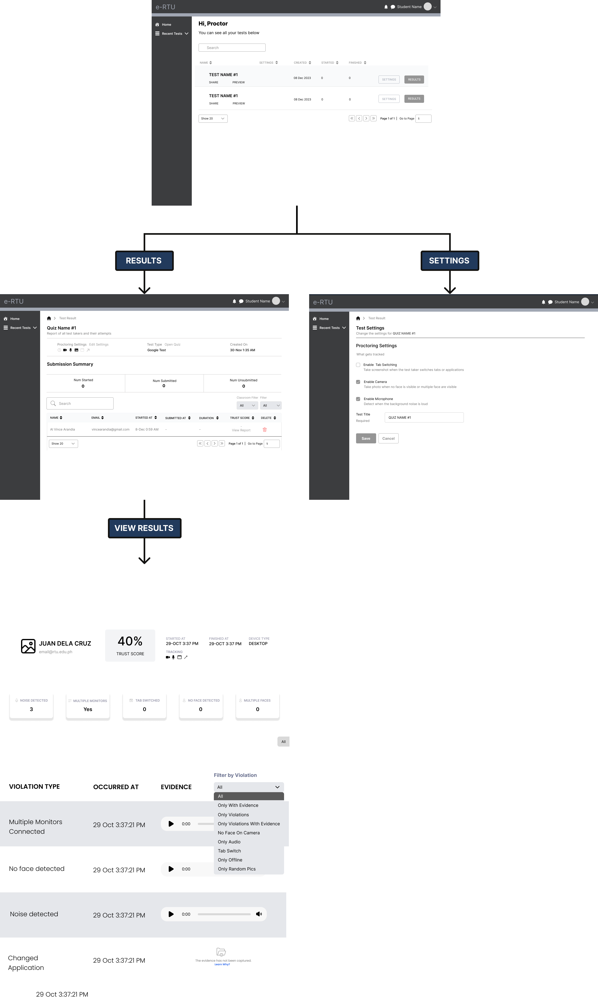 e-RTU
Student Name
Home
Recent Tests
Hi, Proctor
You can see all your tests below
Search
NAME SETTINGS CREATED STARTED FINISHED
TEST NAME #1
SHARE PREVIEW
08 Dec 2023 0 0
SETTINGS RESULTS
TEST NAME #1
SHARE PREVIEW
08 Dec 2023 0 0
SETTINGS RESULTS
Show 20
Page 1 of 1 | Go to Page 1
RESULTS
SETTINGS
e-RTU
Student Name
Home
Recent Tests
Test Result
Quiz Name #1
Report of all test takers and their attempts
Proctoring Settings Edit Settings
Test Type Open Quiz
Google Test
Created On
30-Nov 1:35 AM
Submission Summary
Num Started
0
Num Submitted
0
Num Unsubmitted
0
Search
Classroom Filter Filter
All All
NAME EMAIL STARTED AT SUBMITTED AT DURATION TRUST SCORE DELETE
Al Vince Arandia vincearandia@gmail.com 8-Dec 0:59 AM - - -
View Report
Show 20
Page 1 of 1 | Go to Page 1
e-RTU
Student Name
Home
Recent Tests
Test Result
Test Settings
Change the settings for QUIZ NAME #1
Proctoring Settings
What gets tracked
Enable Tab Switching
Take screenshot when the test taker switches tabs or applications
Enable Camera
Take photo when no face is visible or multiple face are visible
Enable Microphone
Detect when the background noise is loud
Test Title
Required
QUIZ NAME #1
Save Cancel
VIEW RESULTS
JUAN DELA CRUZ
email@rtu.edu.ph
40%
TRUST SCORE
STARTED AT
29-OCT 3:37 PM
FINISHED AT
29-OCT 3:37 PM
DEVICE TYPE
DESKTOP
TRACKING
NOISE DETECTED
3
MULTIPLE MONITORS
Yes
TAB SWITCHED
0
NO FACE DETECTED
0
MULTIPLE FACES
0
All
Filter by Violation
VIOLATION TYPE OCCURRED AT EVIDENCE
All
All
Only With Evidence
Only Violations
Only Violations With Evidence
No Face On Camera
Only Audio
Tab Switch
Only Offline
Only Random Pics
Multiple Monitors
Connected
29 Oct 3:37:21 PM
0:00
No face detected
29 Oct 3:37:21 PM
0:00
Noise detected
29 Oct 3:37:21 PM
0:00
Changed
Application
29 Oct 3:37:21 PM
The evidence has not been captured.
Learn Why?
29 Oct 3:37:21 PM